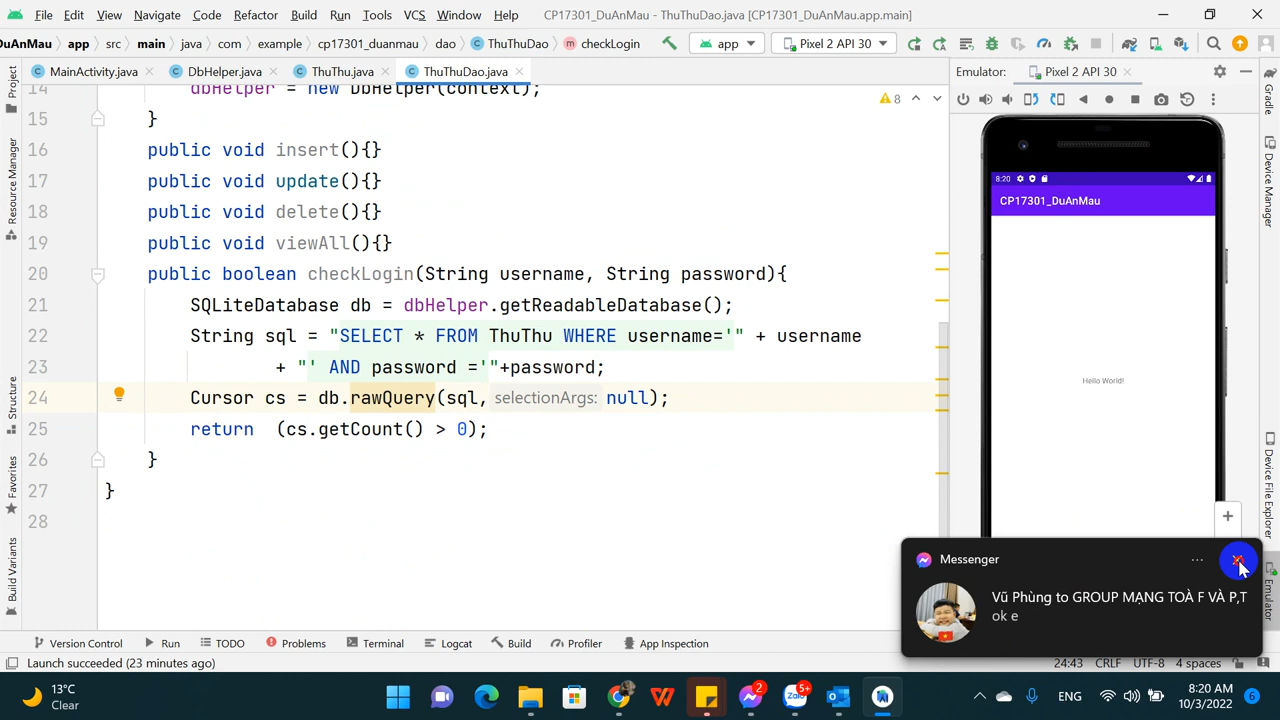 File Edit View Navigate Code Refactor Build Run Tools VCS Window Help CP17301_DuAnMau - ThuThuDao.java [CP17301_DuAnMau.app.main]
DuAnMau app src main java com example cp17301_duanmau dao ThuThuDao checkLogin app Pixel 2 API 30
MainActivity.java DbHelper.java ThuThu.java ThuThuDao.java Emulator: Pixel 2 API 30
Project
Resource Manager
Structure
Favorites
Build Variants
14 dbHelper = new DbHelper(context);
8
15 }
16 public void insert(){}
17 public void update(){}
18 public void delete(){}
19 public void viewAll(){}
20 public boolean checkLogin(String username, String password){
21 SQLiteDatabase db = dbHelper.getReadableDatabase();
22 String sql = "SELECT * FROM ThuThu WHERE username='" + username
23 + "' AND password ='"+password;
24 Cursor cs = db.rawQuery(sql, selectionArgs: null);
25 return (cs.getCount() > 0);
26 }
27 }
28
8:20
CP17301_DuAnMau
Hello World!
+
Gradle
Device Manager
Device File Explorer
Emulator
Messenger
Vũ Phùng to GROUP MẠNG TOÀ F VÀ P,T
ok e
Version Control Run TODO Problems Terminal Logcat Build Profiler App Inspection
Launch succeeded (23 minutes ago) 24:43 CRLF UTF-8 4 spaces
13°C
Clear
2
Zalo
5+
ENG
8:20 AM
10/3/2022
6